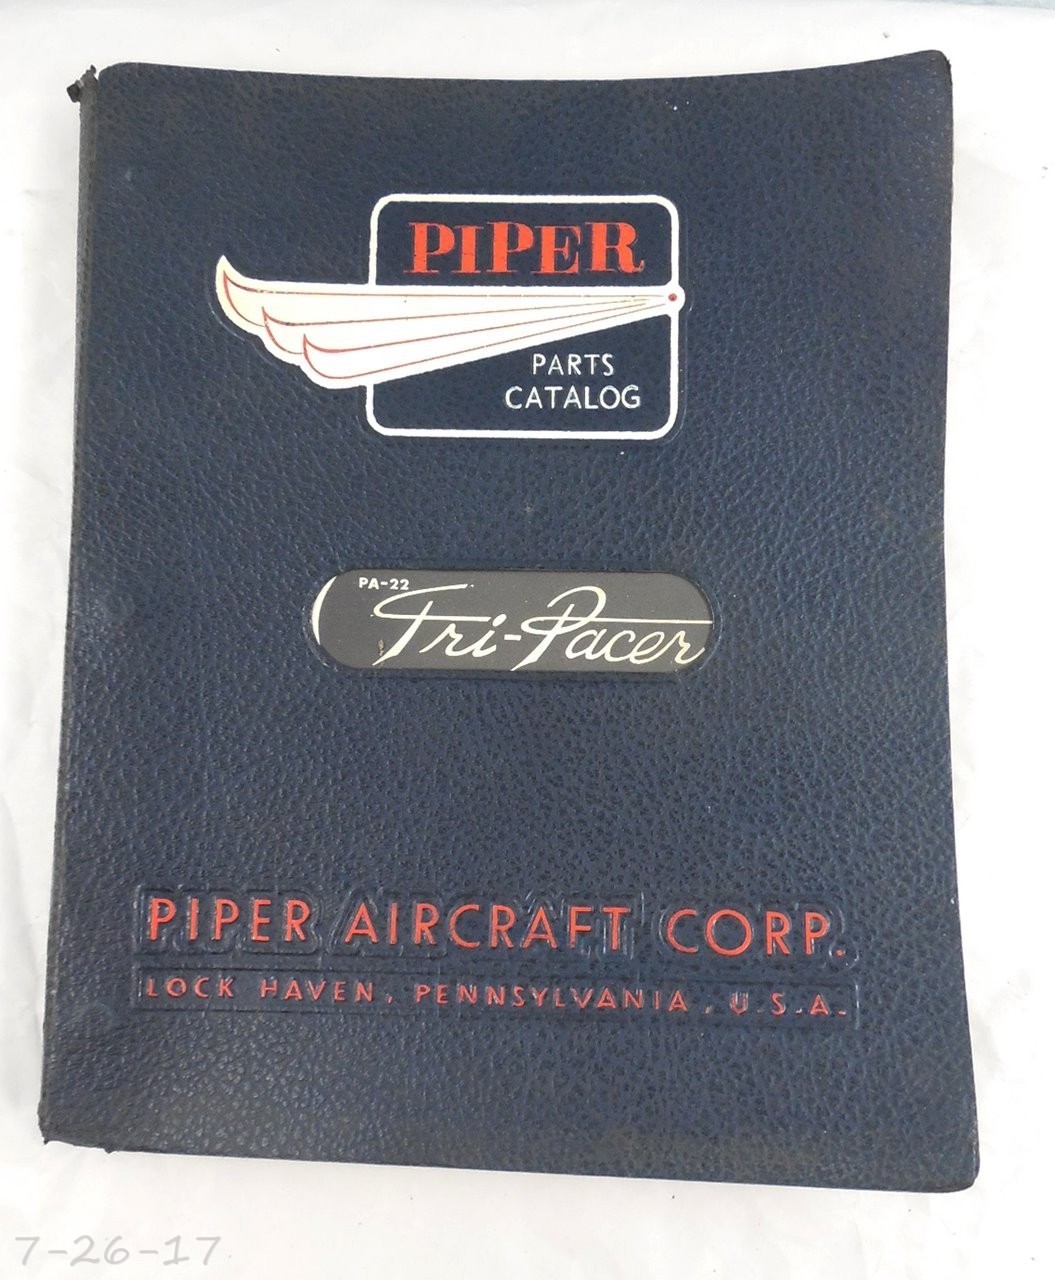 PIPER
PARTS
CATALOG
PA-22
Tri-Pacer
PIPER AIRCRAFT CORP.
LOCK HAVEN, PENNSYLVANIA, U.S.A.
7-26-17